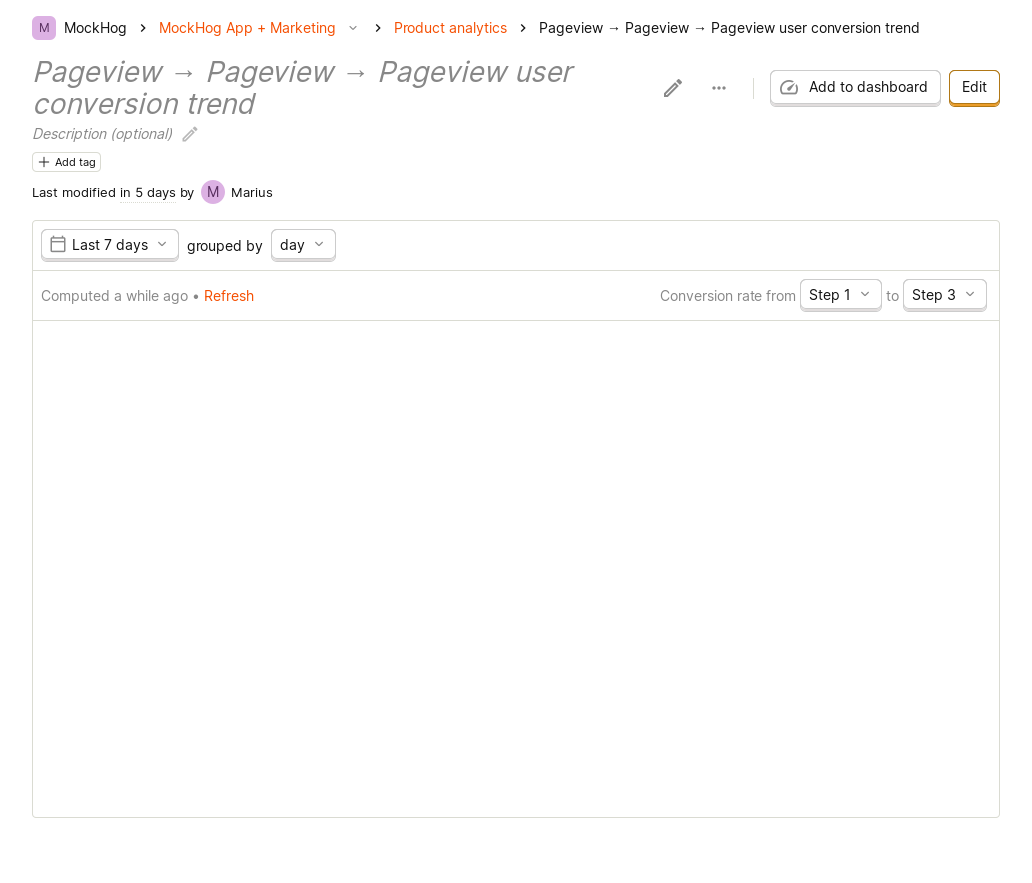 M MockHog MockHog App + Marketing Product analytics Pageview → Pageview → Pageview user conversion trend
Pageview → Pageview → Pageview user
conversion trend
Add to dashboard Edit
Description (optional)
Add tag
Last modified in 5 days by M Marius
Last 7 days grouped by day
Computed a while ago • Refresh Conversion rate from Step 1 to Step 3